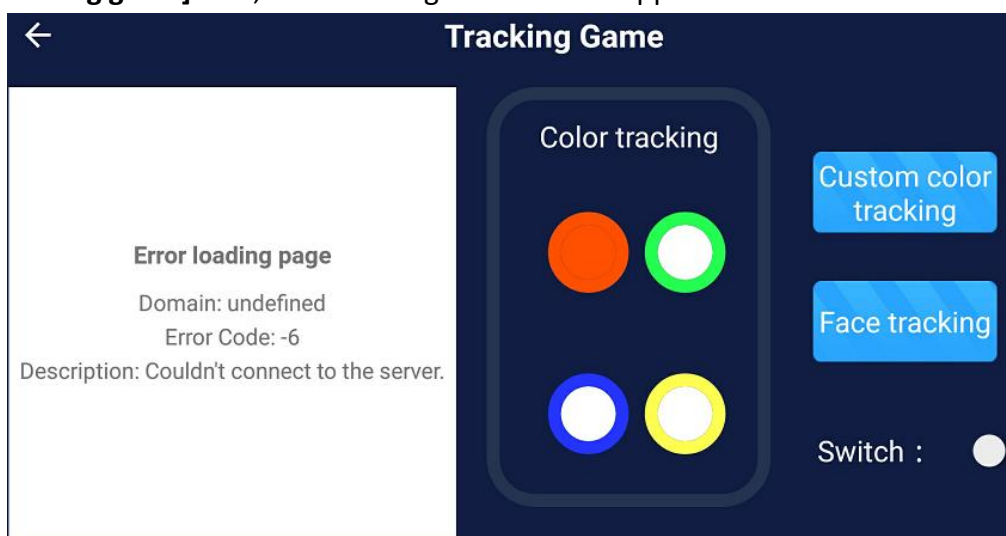 Tracking Game
Error loading page
Domain: undefined
Error Code: -6
Description: Couldn't connect to the server.
Color tracking
Custom color
tracking
Face tracking
Switch :